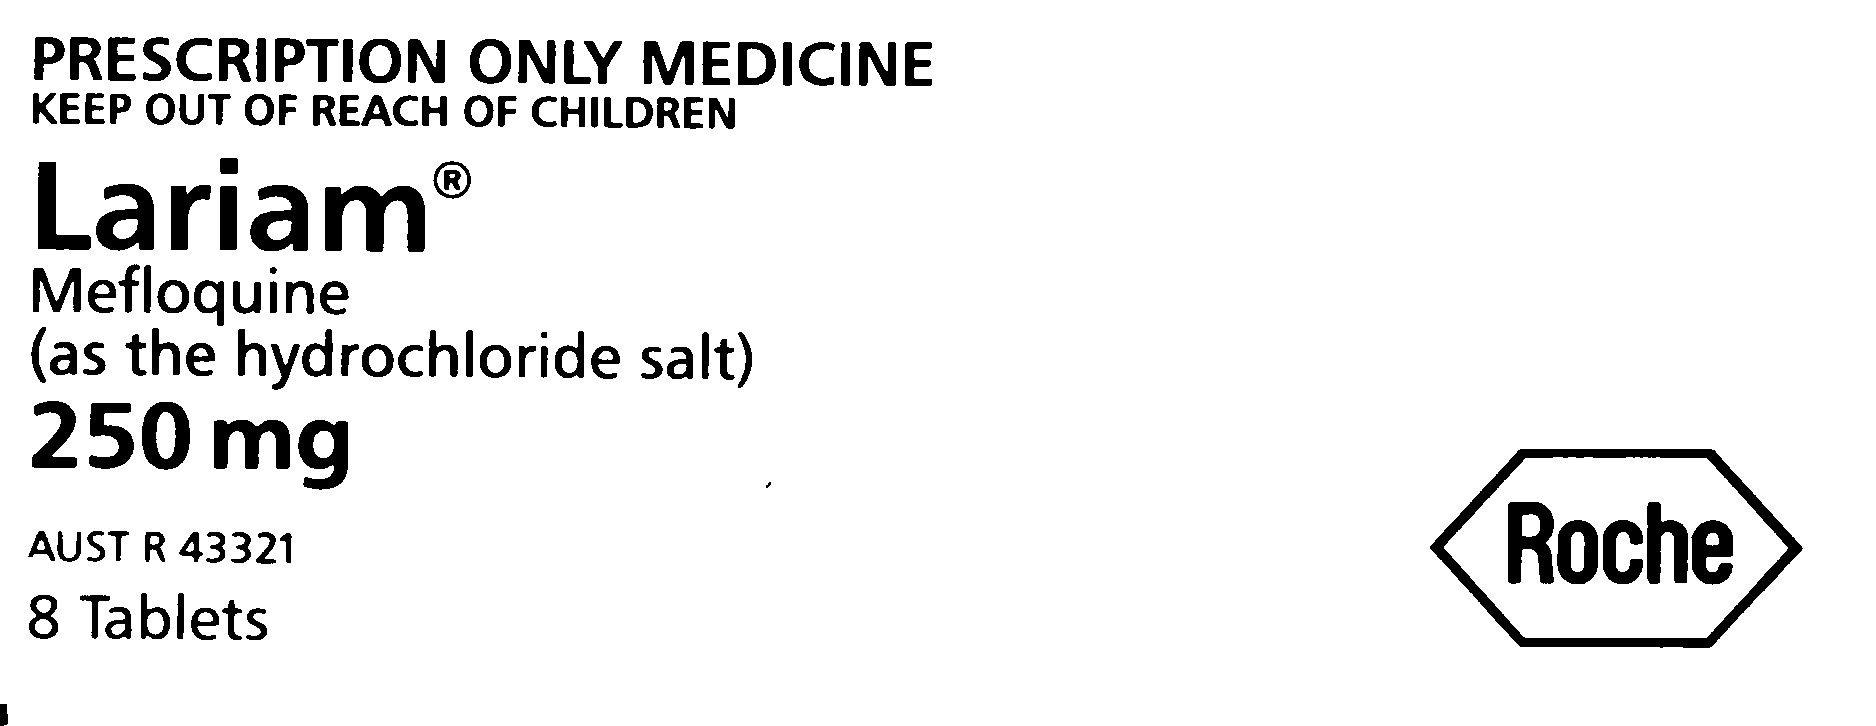 PRESCRIPTION ONLY MEDICINE
KEEP OUT OF REACH OF CHILDREN
Lariam®
Mefloquine
(as the hydrochloride salt)
250 mg
AUST R 43321
8 Tablets
Roche